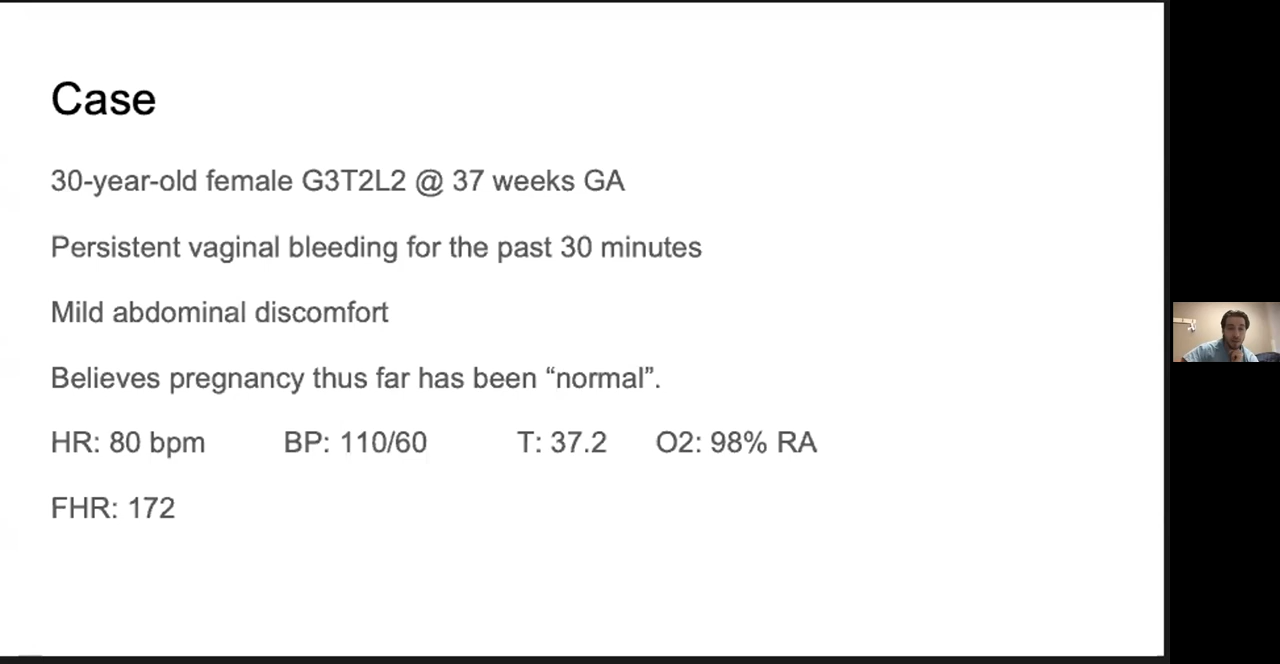 Case
30-year-old female G3T2L2 @ 37 weeks GA
Persistent vaginal bleeding for the past 30 minutes
Mild abdominal discomfort
Believes pregnancy thus far has been “normal”.
HR: 80 bpm BP: 110/60 T: 37.2 O2: 98% RA
FHR: 172